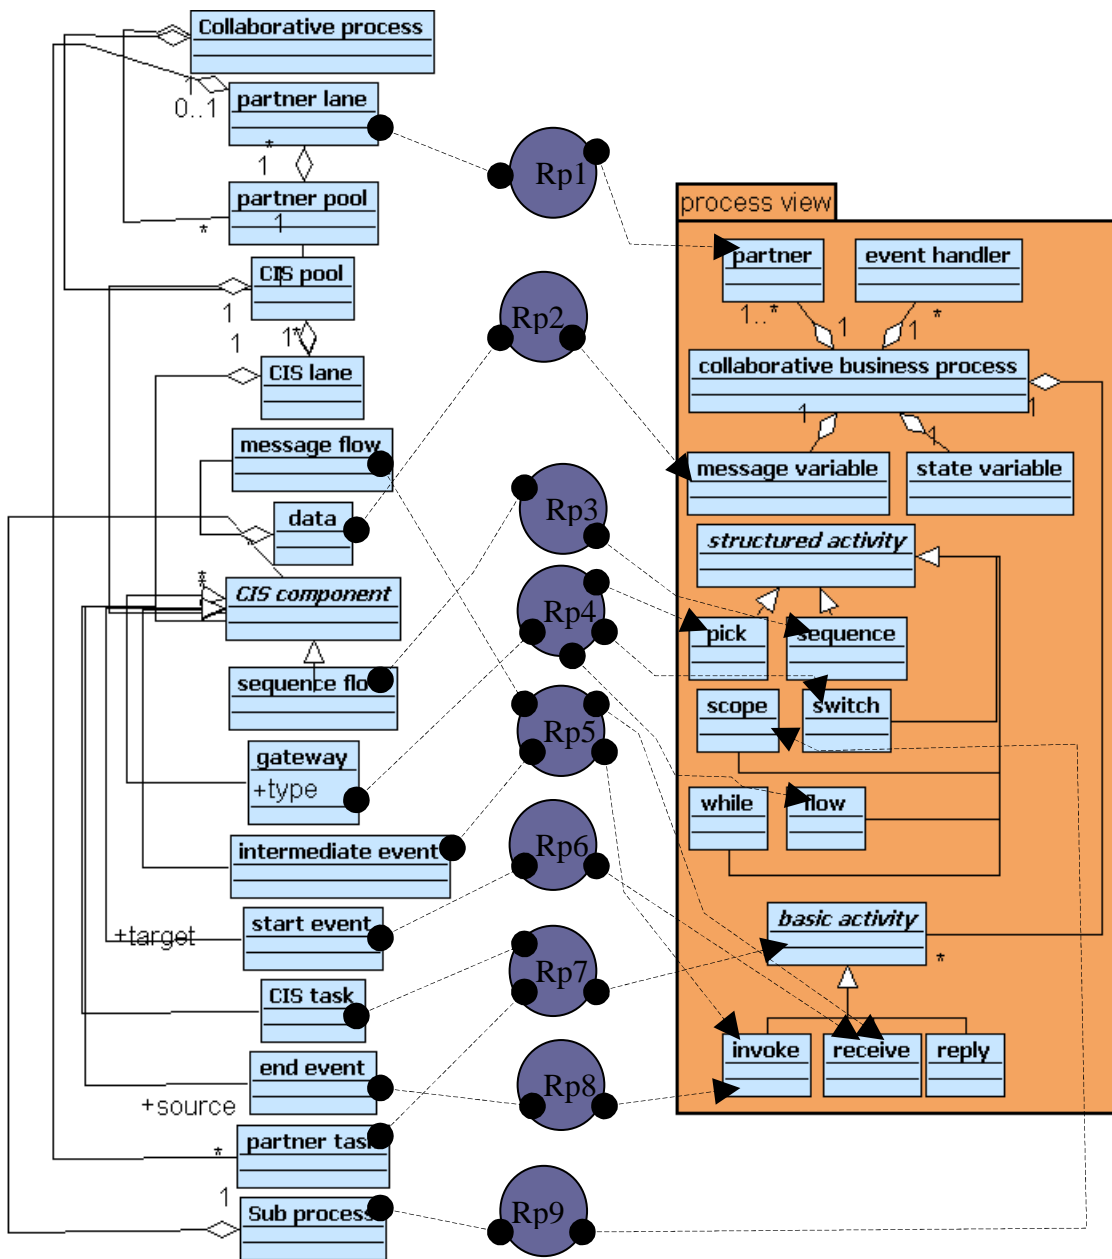 Collaborative process
1
0..1
partner lane
*
1
partner pool
1
*
CIS pool
1
1
1
1*
CIS lane
message flow
data
*
*
*
CIS component
sequence flo
gateway
+type
intermediate event
start event
+target
CIS task
end event
+source
partner task
*
1
Sub process
Rp1
Rp2
Rp3
Rp4
Rp5
Rp6
Rp7
Rp8
Rp9
process view
partner
event handler
1..*
1
1
*
collaborative business process
1
1
1
message variable
state variable
structured activity
pick
sequence
scope
switch
while
flow
basic activity
*
invoke
receive
reply